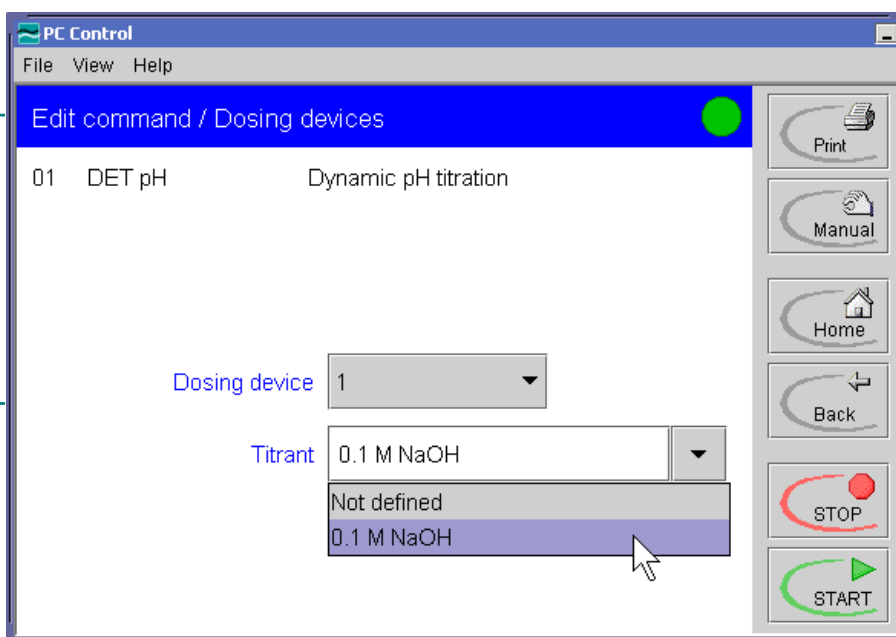 PC Control
File View Help
Edit command / Dosing devices
01 DET pH Dynamic pH titration
Dosing device 1
Titrant 0.1 M NaOH
Not defined
0.1 M NaOH
Print
Manual
Home
Back
STOP
START